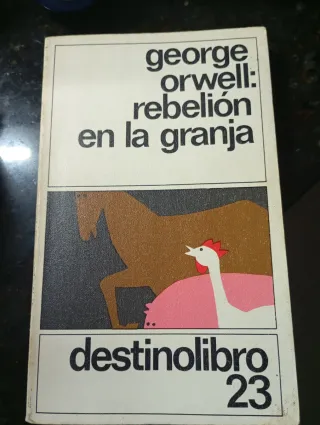 george
orwell:
rebelión
en la granja
destinolibro
23